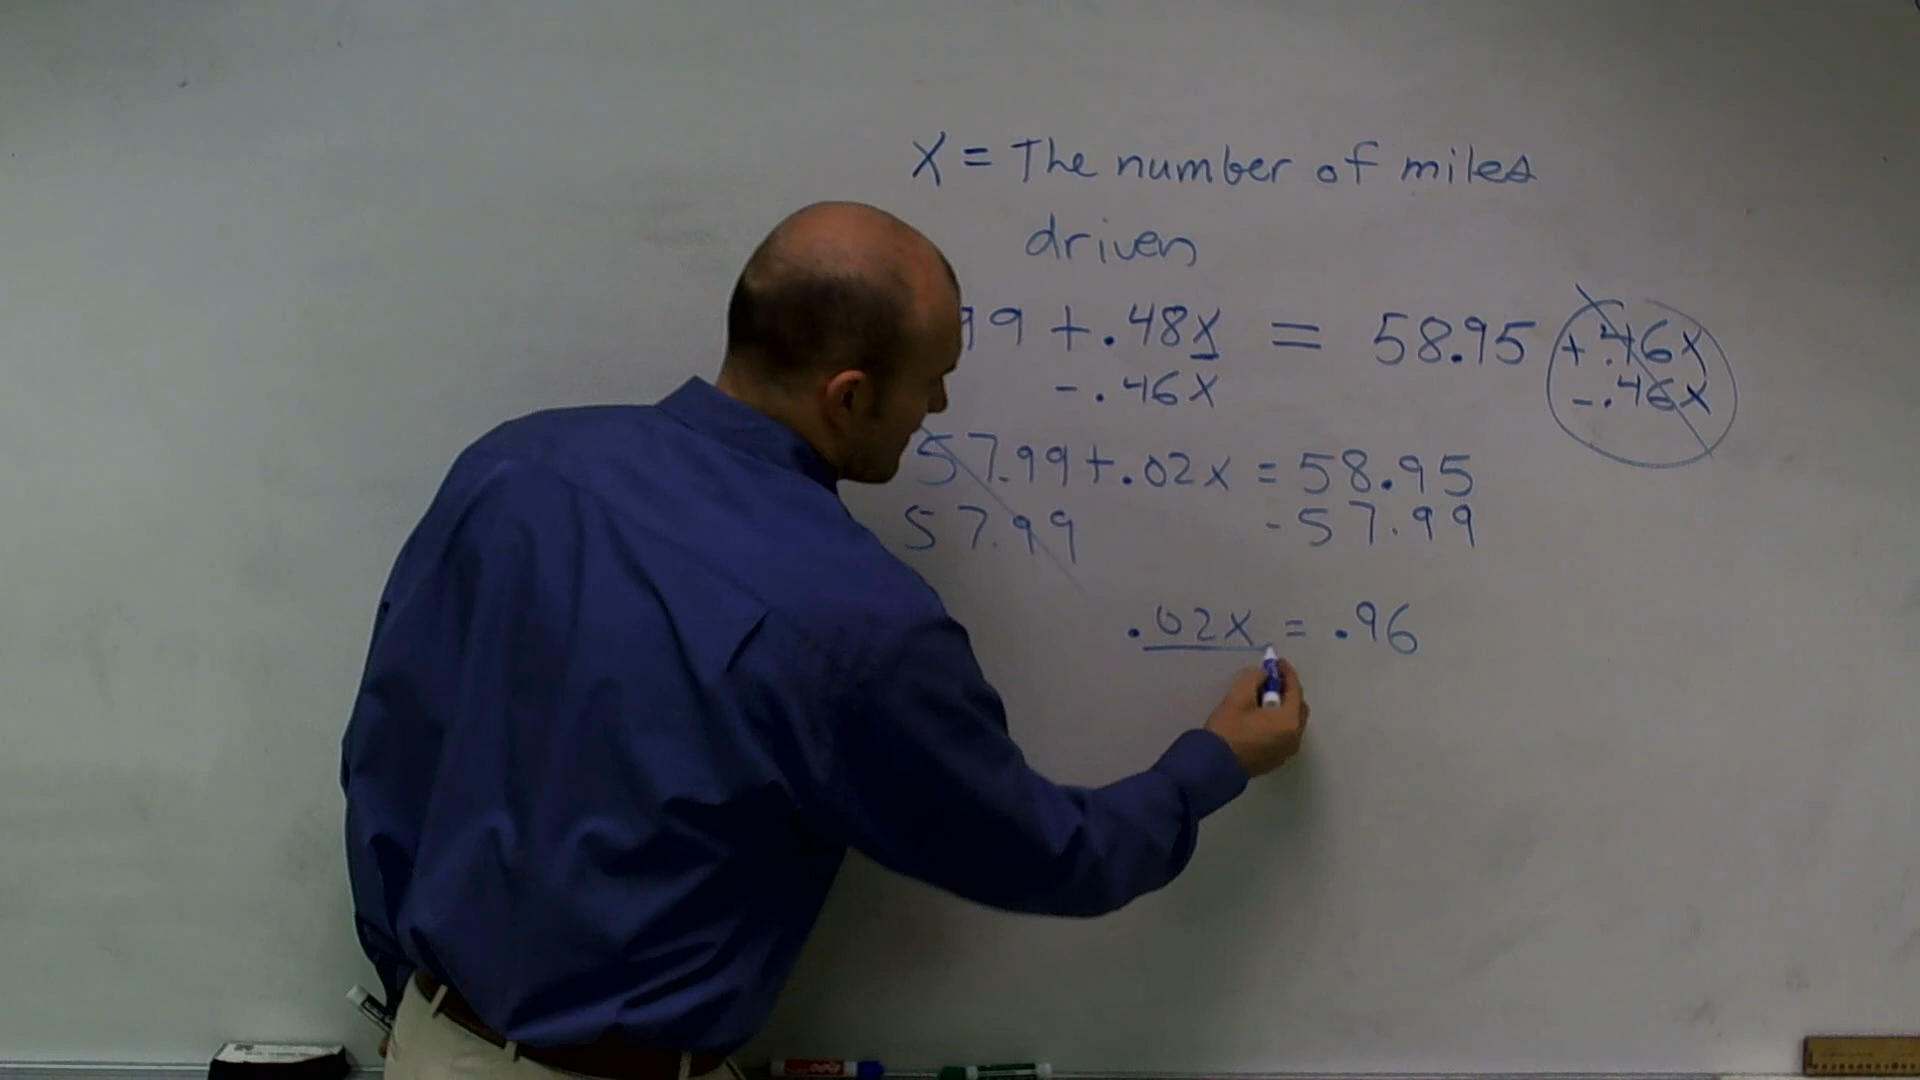 X = The number of miles
driven
99 + .48x = 58.95 + .46x
- .46x - .46x
57.99 + .02x = 58.95
57.99 - 57.99
.02x = .96